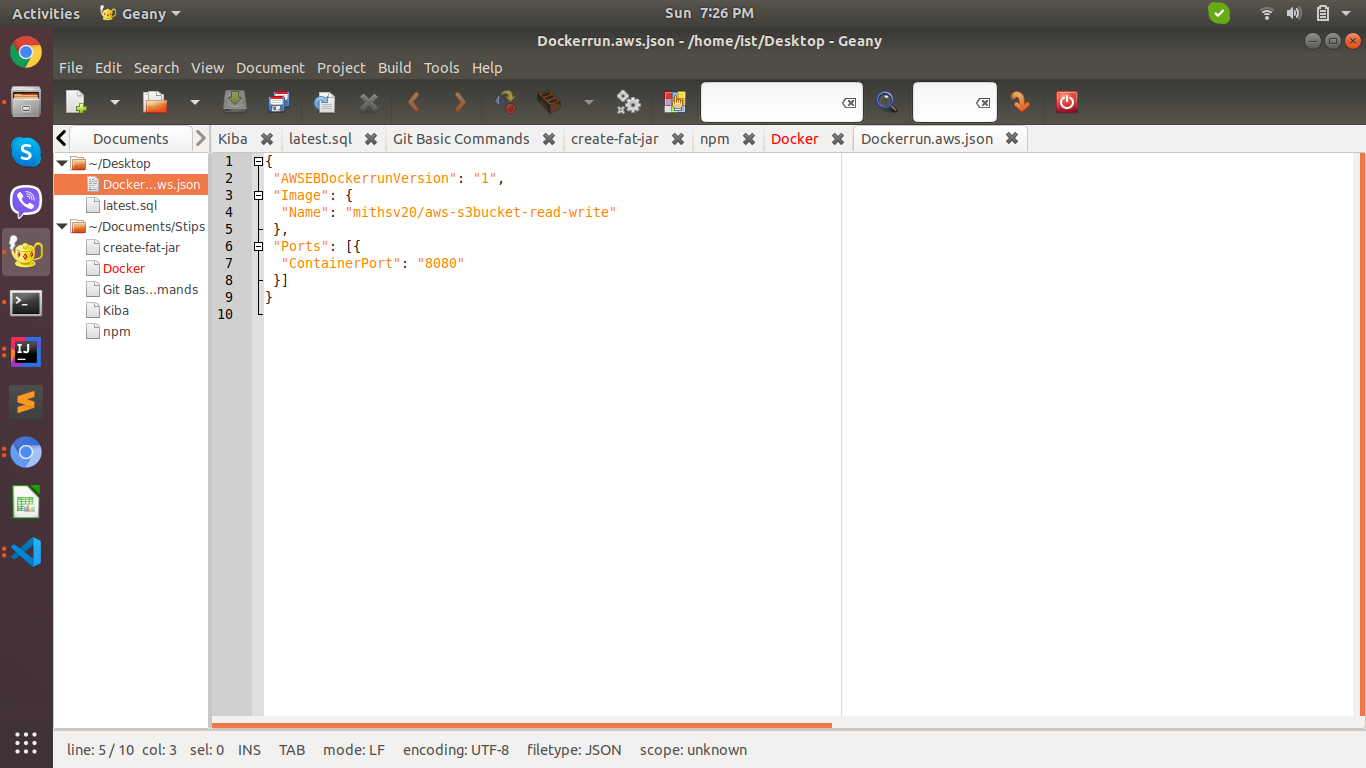 Activities Geany Sun 7:26 PM
Dockerrun.aws.json - /home/ist/Desktop - Geany
File Edit Search View Document Project Build Tools Help
Documents Kiba latest.sql Git Basic Commands create-fat-jar npm Docker Dockerrun.aws.json
~/Desktop
Docker...ws.json
latest.sql
~/Documents/Stips
create-fat-jar
Docker
Git Bas...mands
Kiba
npm
1 {
2 "AWSEBDockerrunVersion": "1",
3 "Image": {
4 "Name": "mithsv20/aws-s3bucket-read-write"
5 },
6 "Ports": [{
7 "ContainerPort": "8080"
8 }]
9 }
10
line: 5 / 10 col: 3 sel: 0 INS TAB mode: LF encoding: UTF-8 filetype: JSON scope: unknown